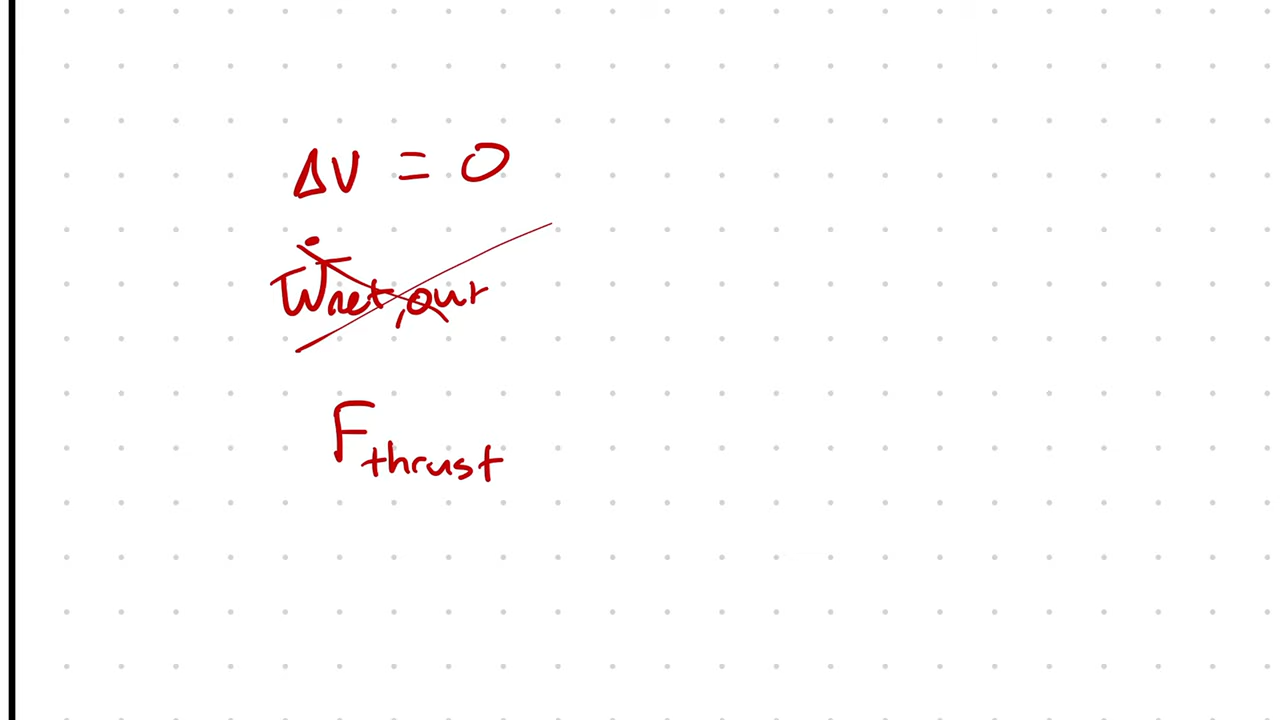 ΔV = 0
Ẇnet,out
Fthrust